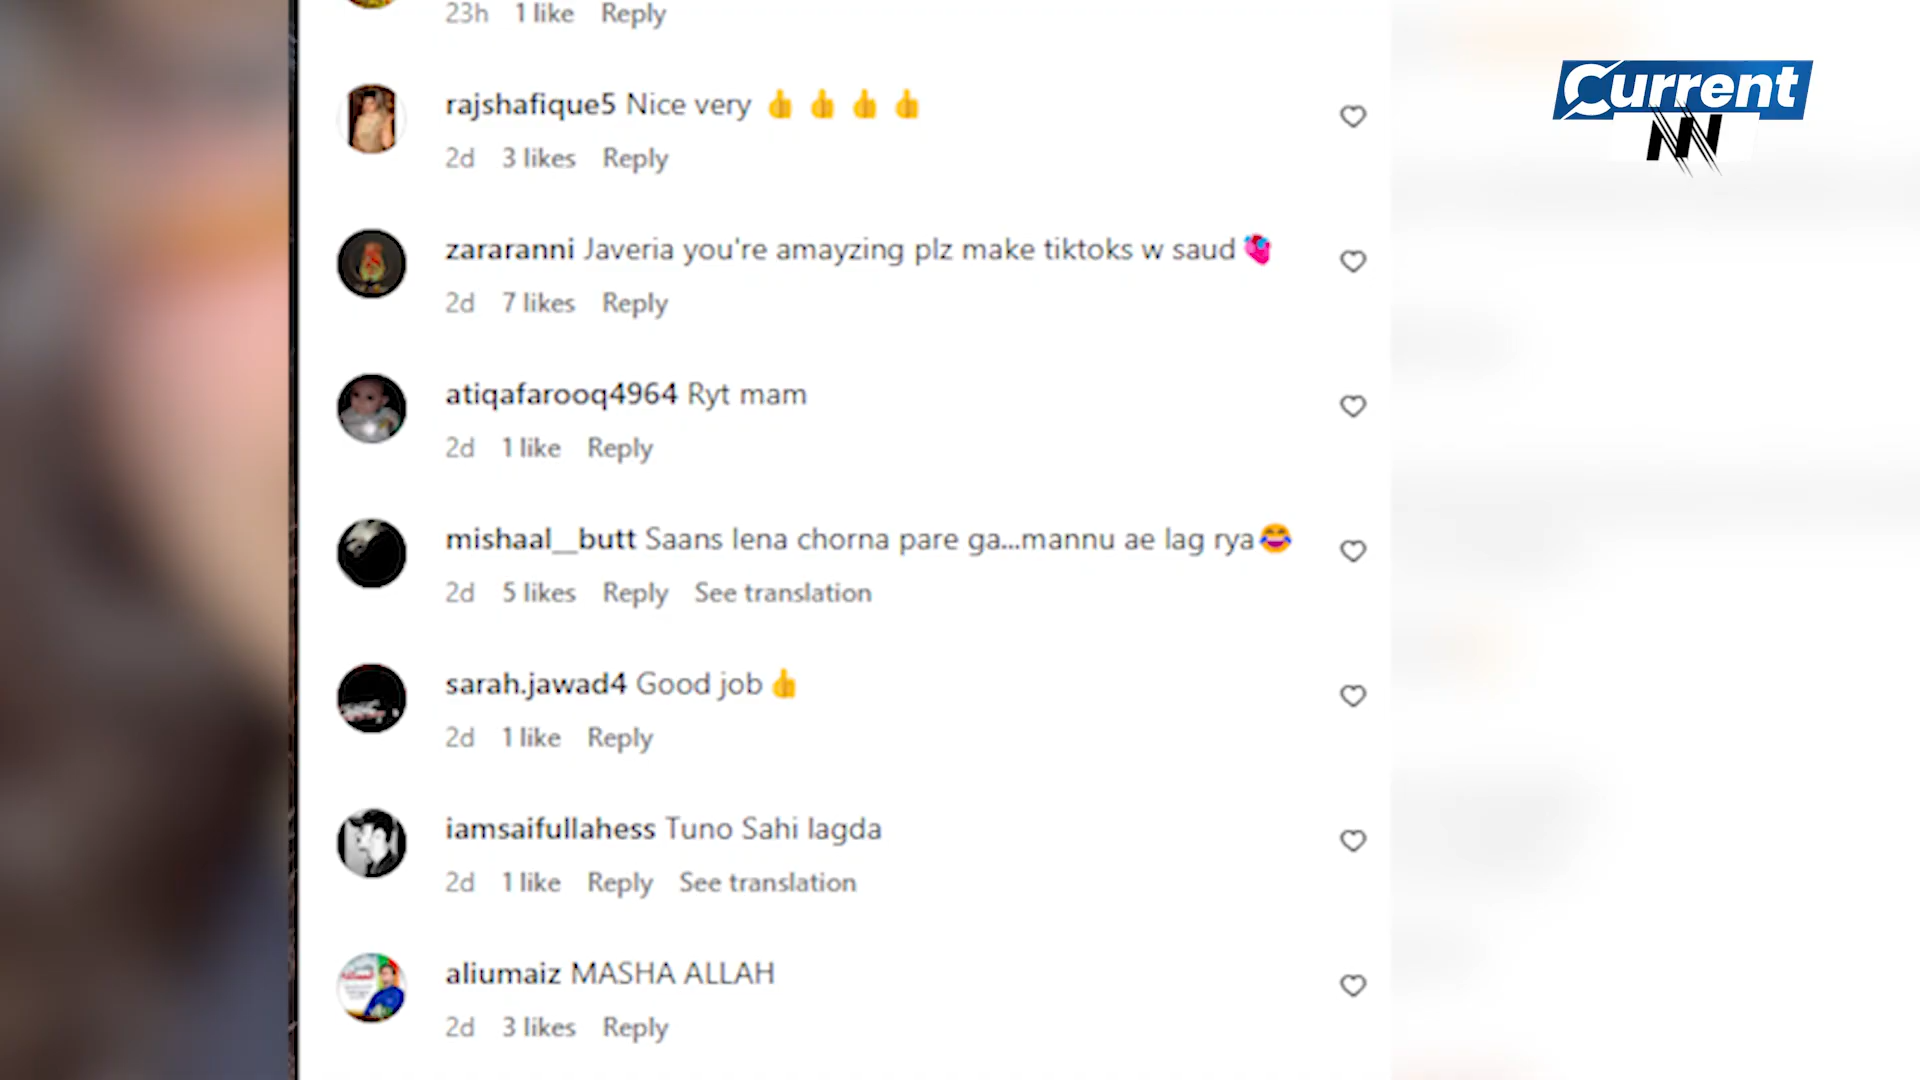 23h 1 like Reply
Current
NN
rajshafique5 Nice very 👍 👍 👍 👍
2d 3 likes Reply
zararanni Javeria you're amayzing plz make tiktoks w saud 🫀
2d 7 likes Reply
atiqafarooq4964 Ryt mam
2d 1 like Reply
mishaal__butt Saans lena chorna pare ga...mannu ae lag rya😂
2d 5 likes Reply See translation
sarah.jawad4 Good job👍
2d 1 like Reply
iamsaifullahess Tuno Sahi lagda
2d 1 like Reply See translation
aliumaiz MASHA ALLAH
2d 3 likes Reply